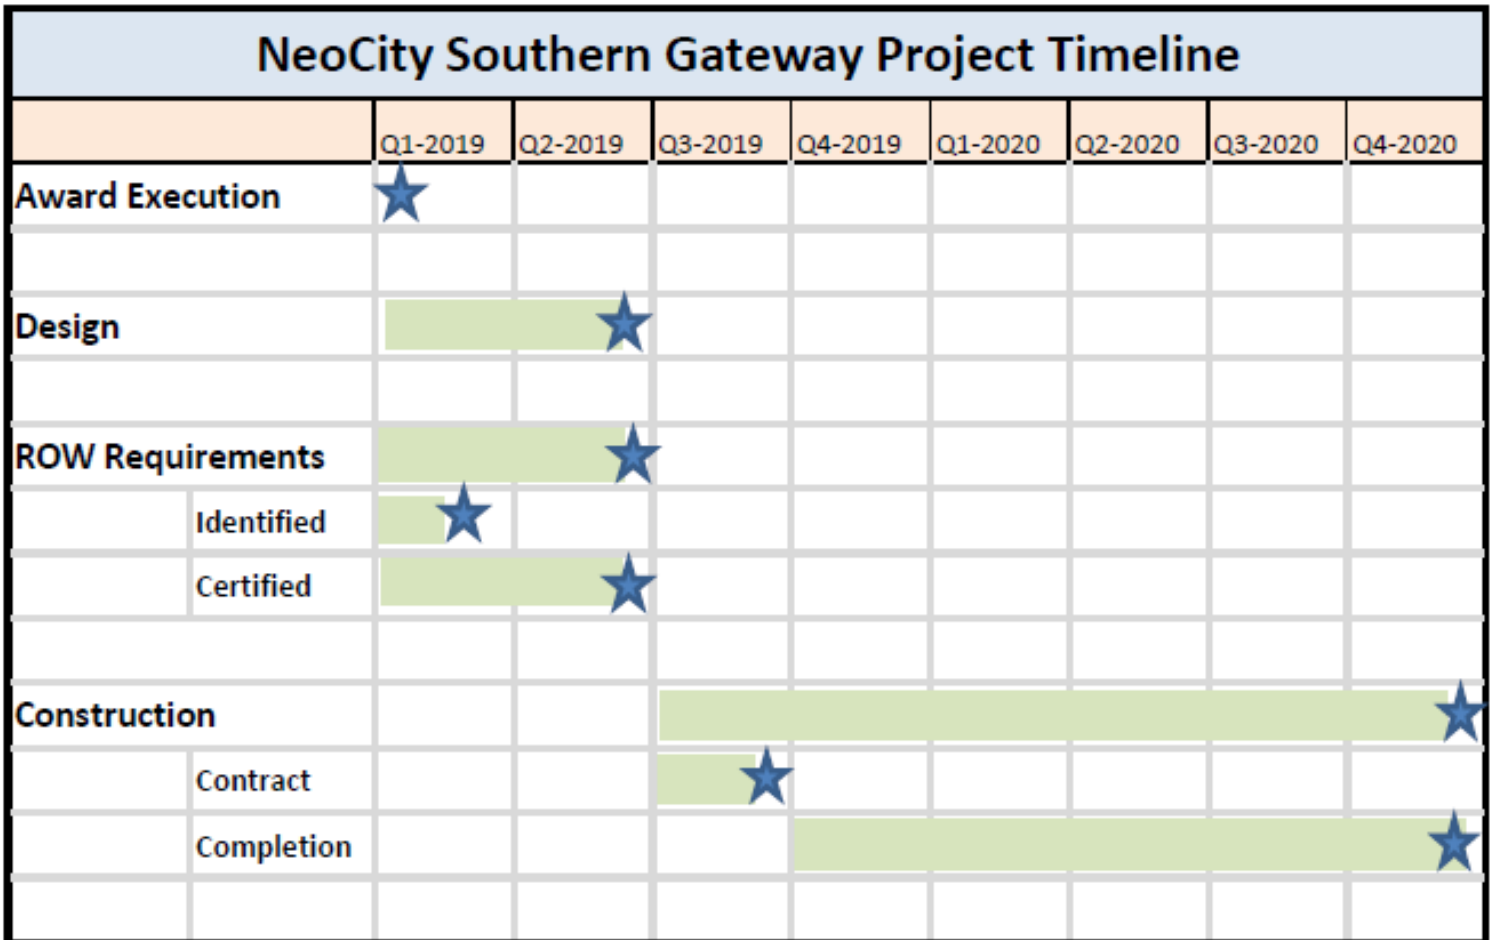 NeoCity Southern Gateway Project Timeline
Q1-2019 Q2-2019 Q3-2019 Q4-2019 Q1-2020 Q2-2020 Q3-2020 Q4-2020
Award Execution
Design
ROW Requirements
Identified
Certified
Construction
Contract
Completion